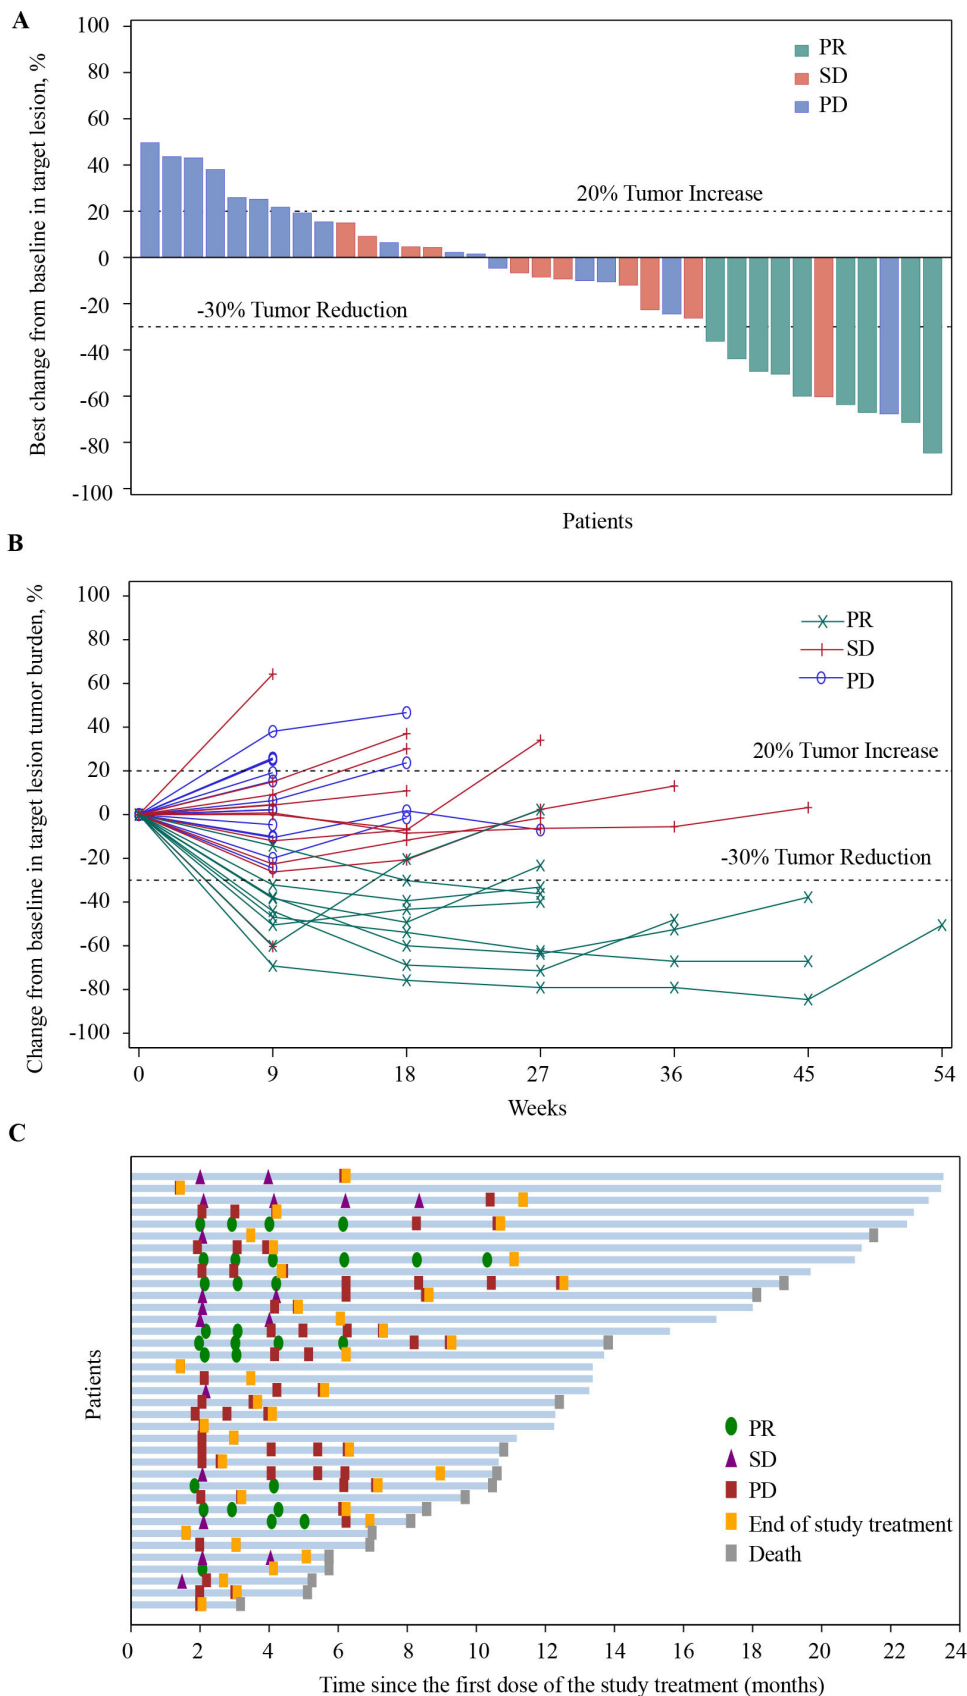 A
Best change from baseline in target lesion, %
100
80
60
40
20
0
-20
-40
-60
-80
-100
PR
SD
PD
20% Tumor Increase
-30% Tumor Reduction
Patients
B
Change from baseline in target lesion tumor burden, %
100
80
60
40
20
0
-20
-40
-60
-80
-100
PR
SD
PD
20% Tumor Increase
-30% Tumor Reduction
0 9 18 27 36 45 54
Weeks
C
Patients
PR
SD
PD
End of study treatment
Death
0 2 4 6 8 10 12 14 16 18 20 22 24
Time since the first dose of the study treatment (months)